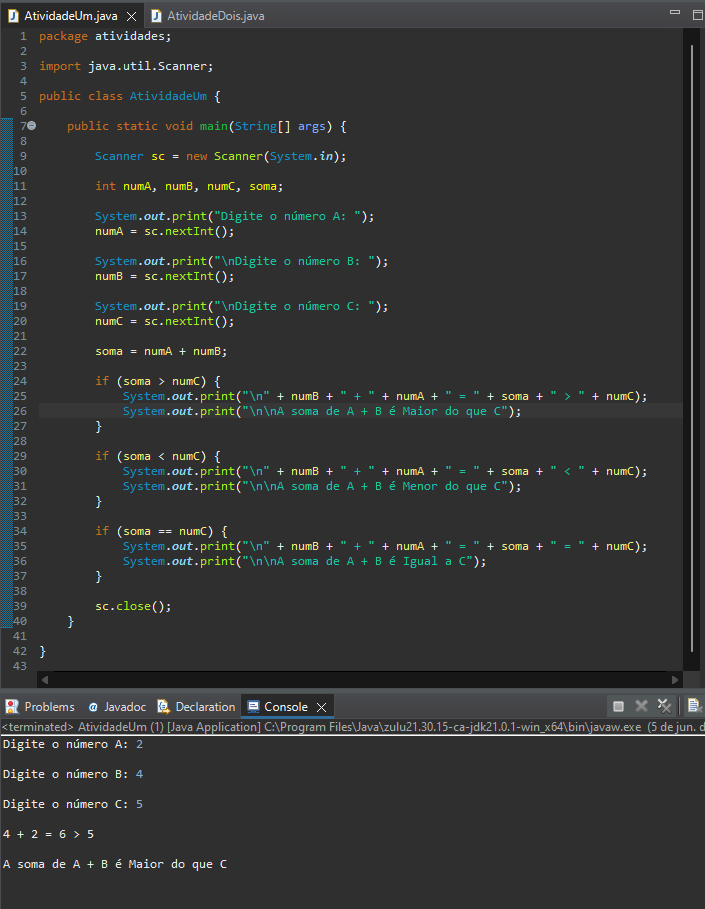 AtividadeUm.java AtividadeDois.java
1 package atividades;
2
3 import java.util.Scanner;
4
5 public class AtividadeUm {
6
7 public static void main(String[] args) {
8
9 Scanner sc = new Scanner(System.in);
10
11 int numA, numB, numC, soma;
12
13 System.out.print("Digite o número A: ");
14 numA = sc.nextInt();
15
16 System.out.print("\nDigite o número B: ");
17 numB = sc.nextInt();
18
19 System.out.print("\nDigite o número C: ");
20 numC = sc.nextInt();
21
22 soma = numA + numB;
23
24 if (soma > numC) {
25 System.out.print("\n" + numB + " + " + numA + " = " + soma + " > " + numC);
26 System.out.print("\n\nA soma de A + B é Maior do que C");
27 }
28
29 if (soma < numC) {
30 System.out.print("\n" + numB + " + " + numA + " = " + soma + " < " + numC);
31 System.out.print("\n\nA soma de A + B é Menor do que C");
32 }
33
34 if (soma == numC) {
35 System.out.print("\n" + numB + " + " + numA + " = " + soma + " = " + numC);
36 System.out.print("\n\nA soma de A + B é Igual a C");
37 }
38
39 sc.close();
40 }
41
42 }
43
Problems @ Javadoc Declaration Console
<terminated> AtividadeUm (1) [Java Application] C:\Program Files\Java\zulu21.30.15-ca-jdk21.0.1-win_x64\bin\javaw.exe (5 de jun. d
Digite o número A: 2
Digite o número B: 4
Digite o número C: 5
4 + 2 = 6 > 5
A soma de A + B é Maior do que C